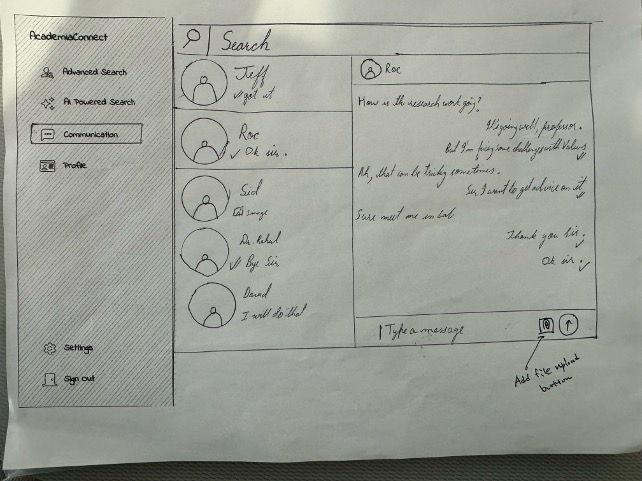 AcademiaConnect
Advanced Search
AI Powered Search
Communication
Profile
Settings
Sign out
Search
Jeff
got it.
Roc
Ok sir.
Sid
Image
Dr. Rahul
Bye Sir
David
I will do that
Roc
How is the research work going?
It's going well, professor.
But I'm facing some challenges with values
Ah, that can be tricky sometimes.
Sir, I want to get advice on it
Sure meet me in Lab
Thank you Sir.
Ok sir.
Type a message
Add file upload
button